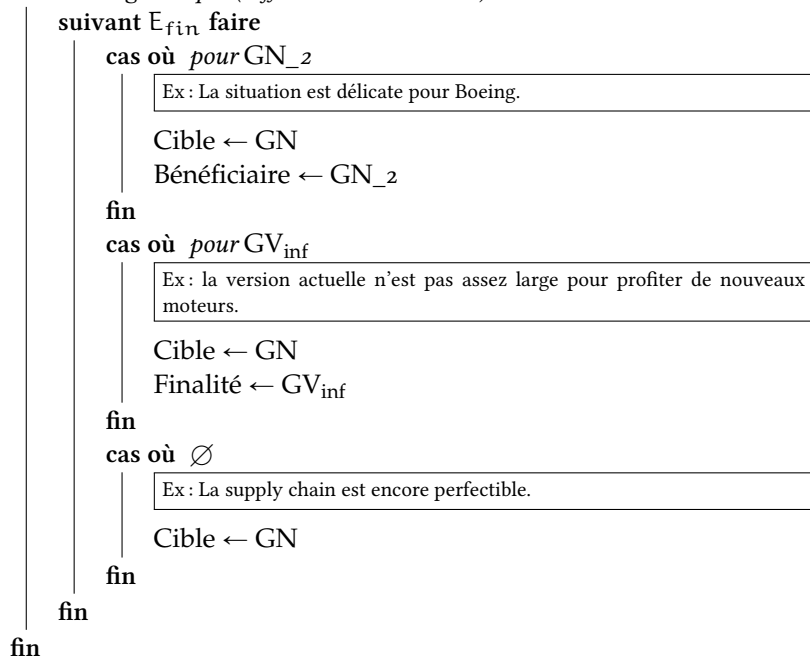 suivant E_fin faire
cas où pour GN_2
Ex : La situation est délicate pour Boeing.
Cible ← GN
Bénéficiaire ← GN_2
fin
cas où pour GV_inf
Ex : la version actuelle n'est pas assez large pour profiter de nouveaux
moteurs.
Cible ← GN
Finalité ← GV_inf
fin
cas où ∅
Ex : La supply chain est encore perfectible.
Cible ← GN
fin
fin
fin